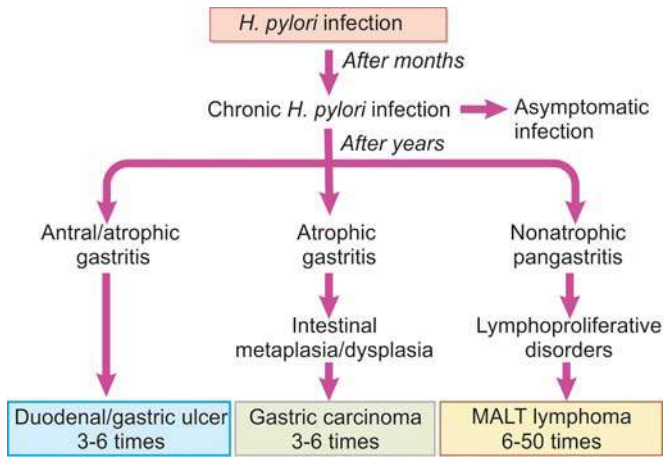 H. pylori infection
After months
Chronic H. pylori infection
Asymptomatic
infection
After years
Antral/atrophic
gastritis
Atrophic
gastritis
Nonatrophic
pangastritis
Intestinal
metaplasia/dysplasia
Lymphoproliferative
disorders
Duodenal/gastric ulcer
3-6 times
Gastric carcinoma
3-6 times
MALT lymphoma
6-50 times